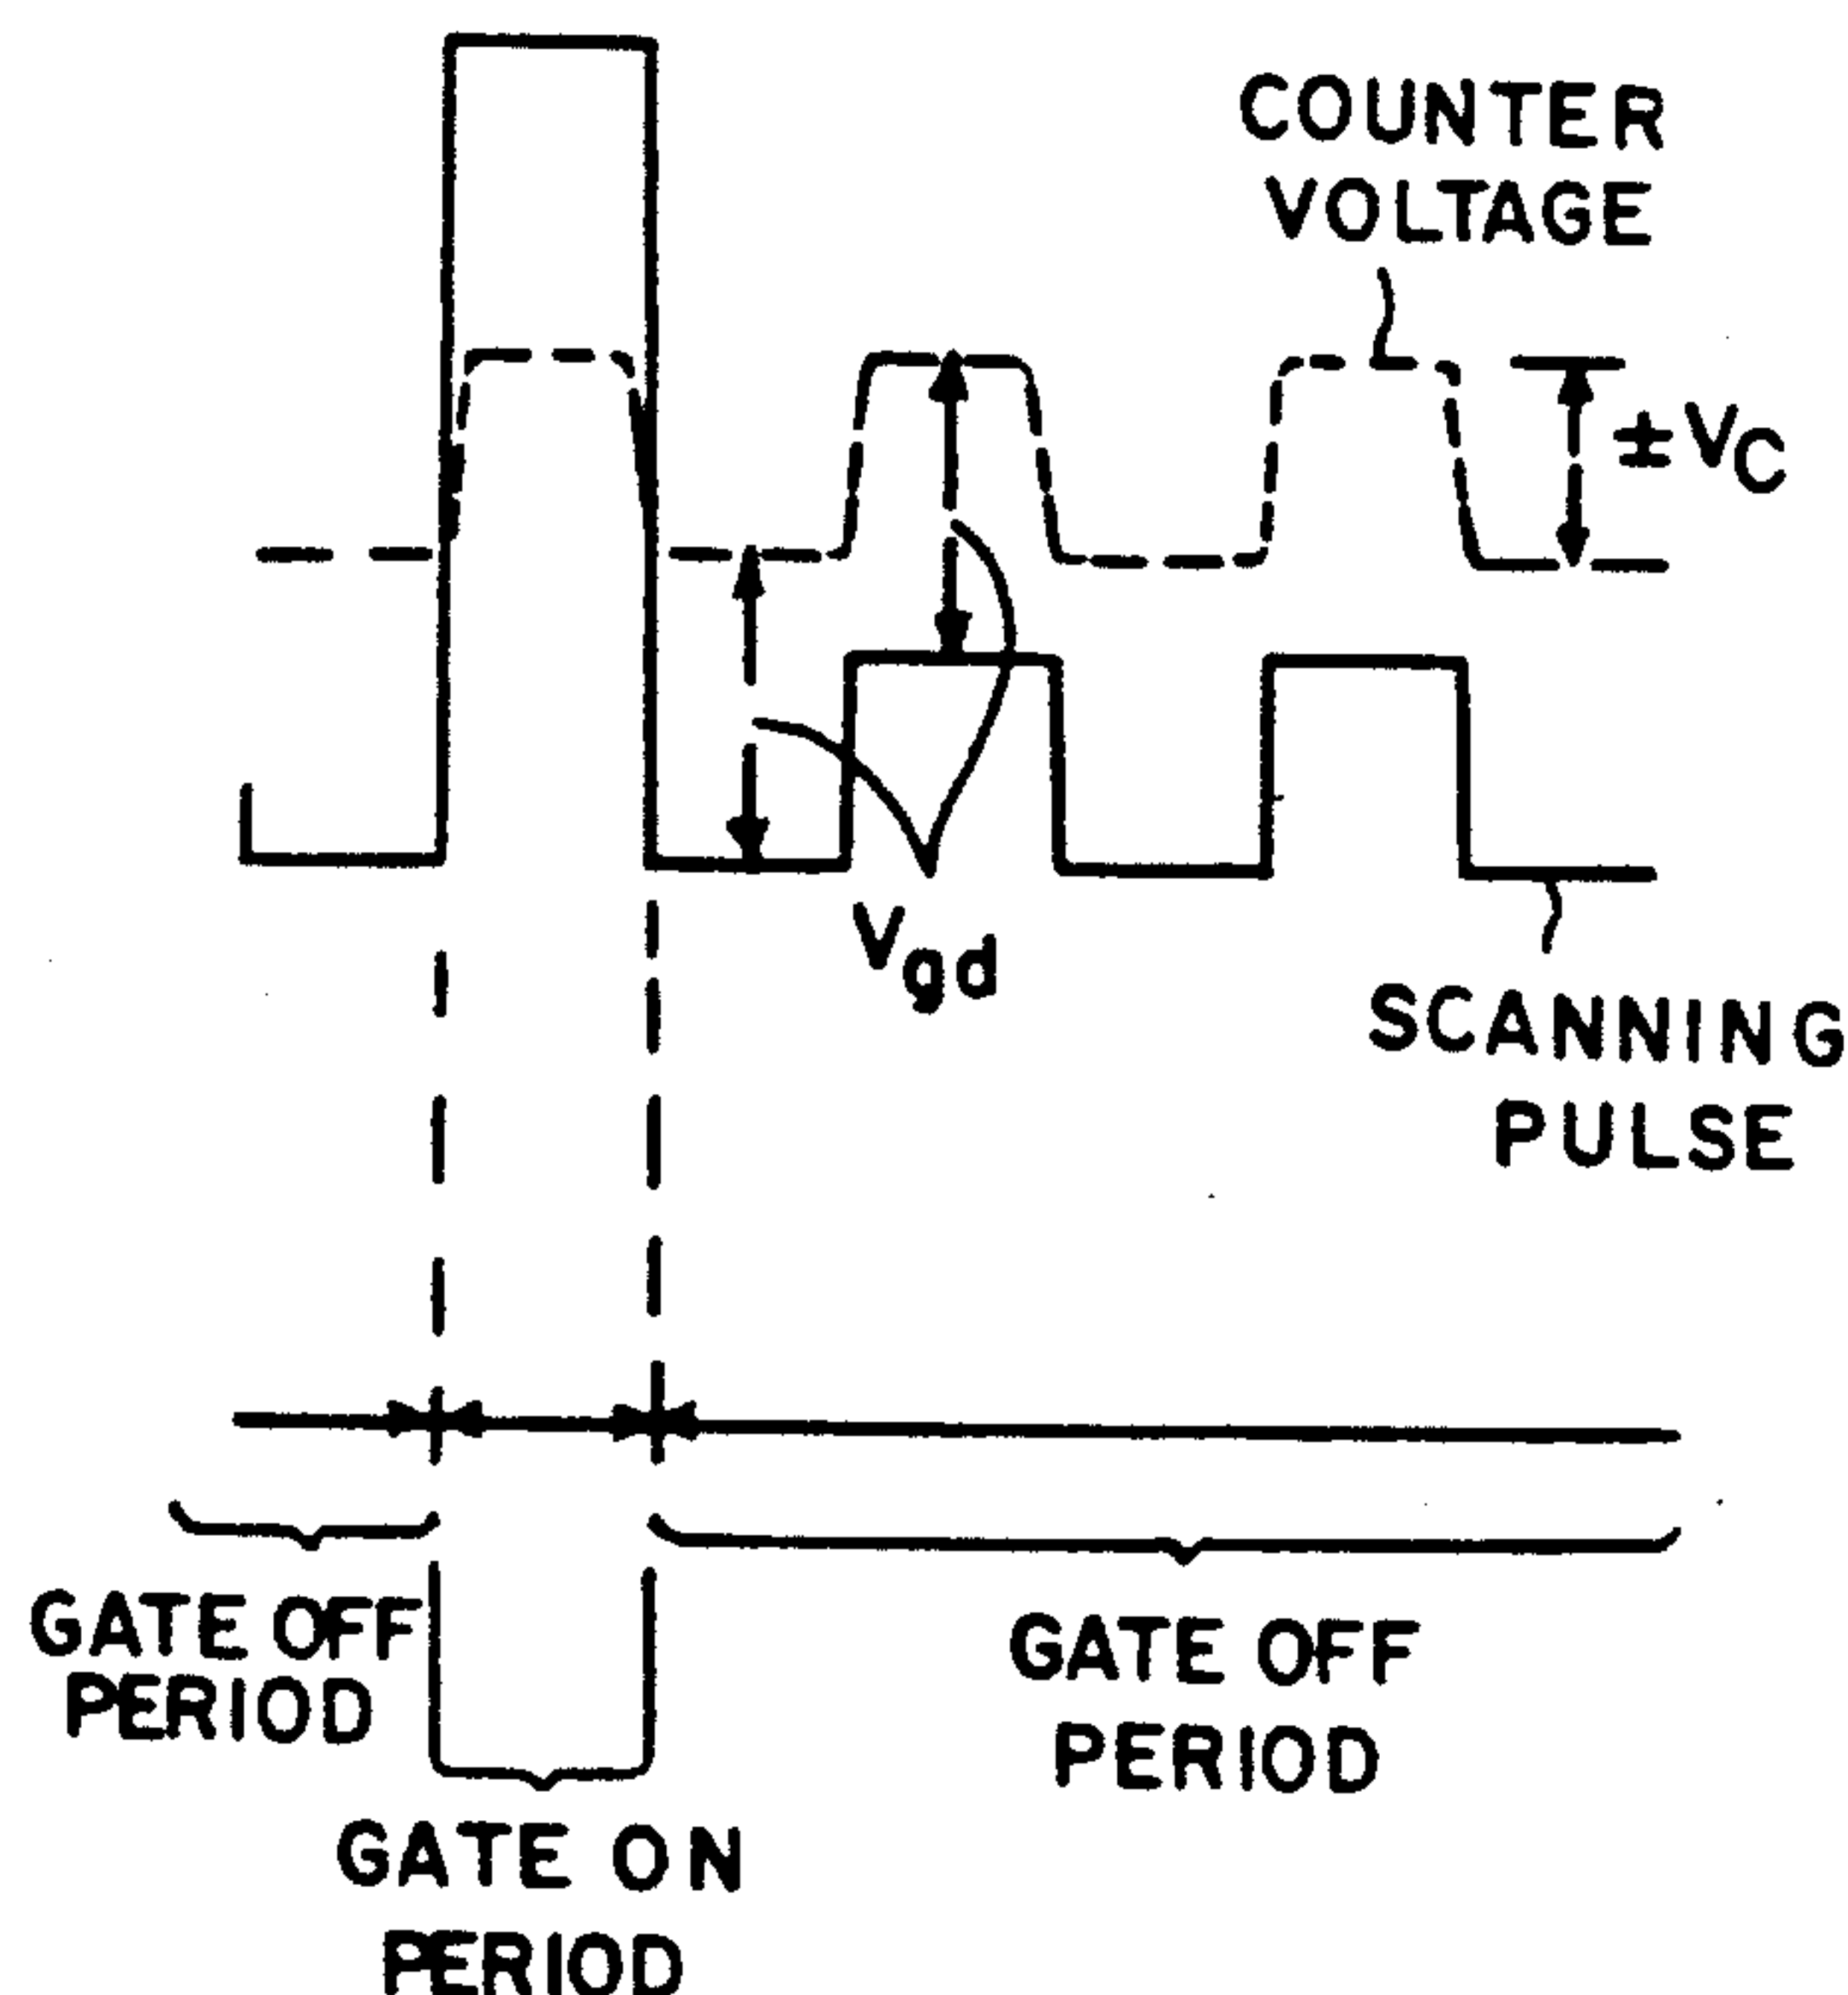 COUNTER
VOLTAGE
±VC
Vgd
SCANNING
PULSE
GATE OFF
PERIOD
GATE OFF
PERIOD
GATE ON
PERIOD